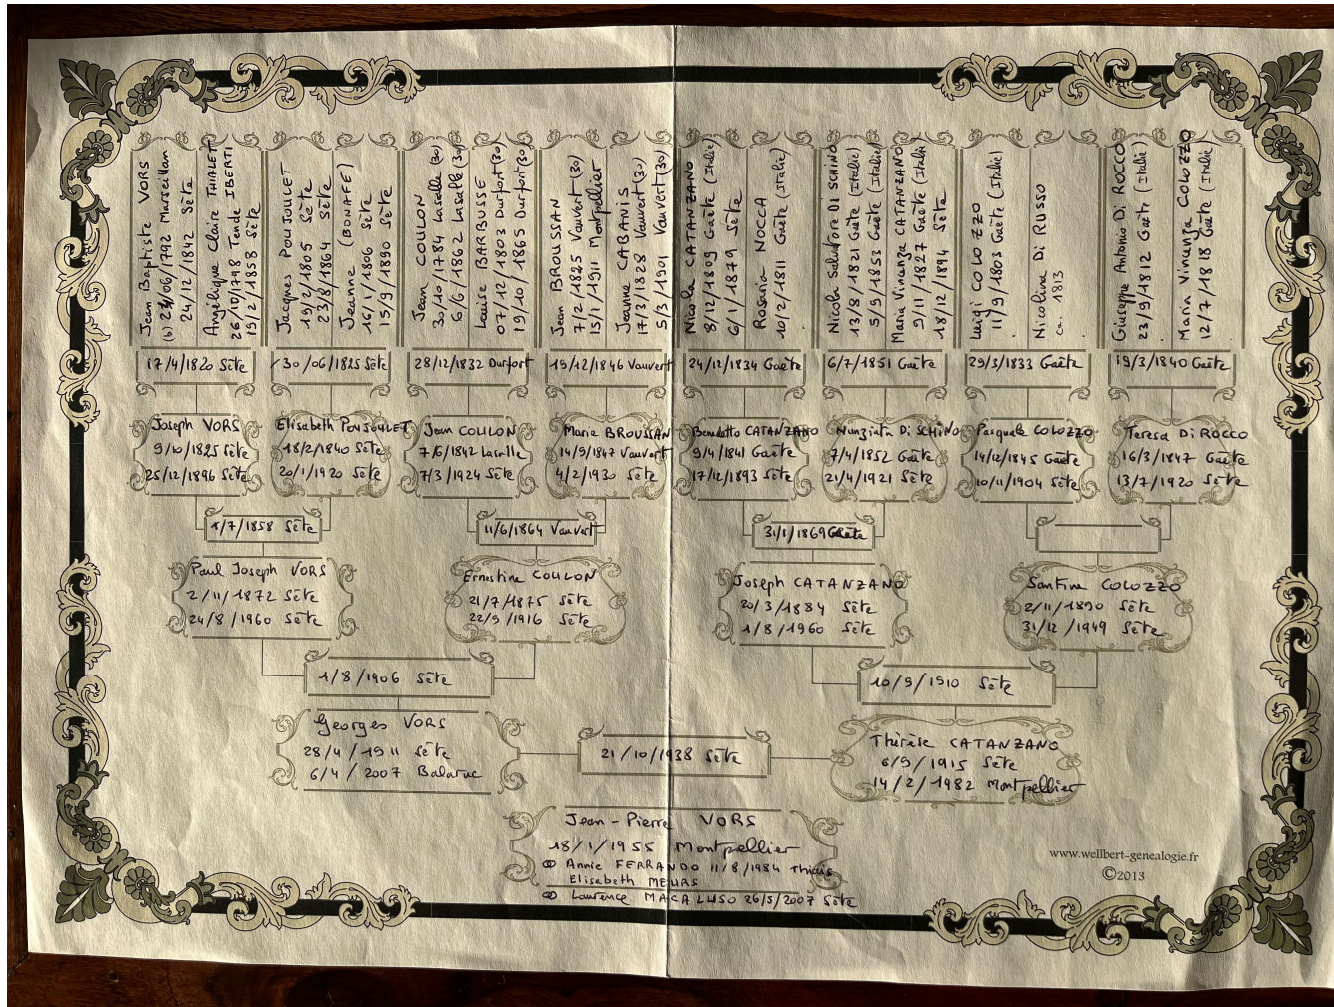 Jean Baptiste VORS
(b) 24/06/1792 Marseillan
24/12/1842 Sète
Angélique Claire THIALET
26/10/1798 Tende IBERTI
19/2/1858 Sète
Jacques POUJOULET
19/2/1805 Sète
23/8/1864 Sète
Jeanne (BONAFE)
16/1/1806 Sète
15/9/1890 Sète
Jean COULON
30/10/1784 Lasalle (30)
6/6/1862 Lasalle (30)
Louise BARBUSSE
07/12/1803 Durfort (30)
19/10/1865 Durfort (30)
Jean BROUSSAN
7/2/1825 Vauvert (30)
15/1/1911 Montpellier
Jeanne CABANIS
17/3/1828 Vauvert (30)
5/3/1901 Vauvert (30)
Nicola CATANZANO
8/12/1809 Gaëte (Italie)
6/1/1879 Sète
Rosaria NOCCA
10/2/1811 Gaëte (Italie)
Nicola Salvatore DI SCHINO
13/8/1821 Gaëte (Italie)
5/9/1853 Gaëte (Italie)
Maria Vincenza CATANZANO
9/11/1827 Gaëte (Italie)
18/12/1894 Sète
Luigi COLOZZO
11/9/1803 Gaëte (Italie)
Nicolina Di RUSSO
ca. 1813
Giuseppe Antonio Di ROCCO
23/9/1812 Gaëte (Italie)
Maria Vincenza COLOZZO
12/7/1818 Gaëte (Italie)
17/4/1820 Sète
30/06/1825 Sète
28/12/1832 Durfort
19/12/1846 Vauvert
24/12/1834 Gaëte
6/7/1851 Gaëte
29/3/1833 Gaëte
19/3/1840 Gaëte
Joseph VORS
9/10/1825 Sète
25/12/1896 Sète
Elisabeth POUJOULET
18/2/1840 Sète
20/1/1920 Sète
Jean COULON
7/6/1842 Lasalle
7/3/1924 Sète
Marie BROUSSAN
14/9/1847 Vauvert
4/2/1930 Sète
Benedetto CATANZANO
9/4/1841 Gaëte
17/12/1893 Sète
Nunziata Di SCHINO
7/4/1852 Gaëte
21/4/1921 Sète
Pasquale COLOZZO
14/12/1845 Gaëte
10/11/1904 Sète
Teresa Di ROCCO
16/3/1847 Gaëte
13/7/1920 Sète
/7/1858 Sète
11/6/1864 Vauvert
31/1/1869 Gaëte
Paul Joseph VORS
2/11/1872 Sète
24/8/1960 Sète
Ernestine COULON
21/7/1875 Sète
22/9/1916 Sète
Joseph CATANZANO
20/3/1884 Sète
1/8/1960 Sète
Santine COLOZZO
2/11/1890 Sète
31/12/1949 Sète
1/8/1906 Sète
10/9/1910 Sète
Georges VORS
28/4/1911 Sète
6/4/2007 Balaruc
21/10/1938 Sète
Thérèse CATANZANO
6/9/1915 Sète
14/2/1982 Montpellier
Jean-Pierre VORS
18/1/1955 Montpellier
⚭ Annie FERRANDO 11/8/1984 Thiais
Elisabeth MEURS
⚭ Laurence MACALUSO 26/5/2007 Sète
www.wellbert-genealogie.fr
©2013